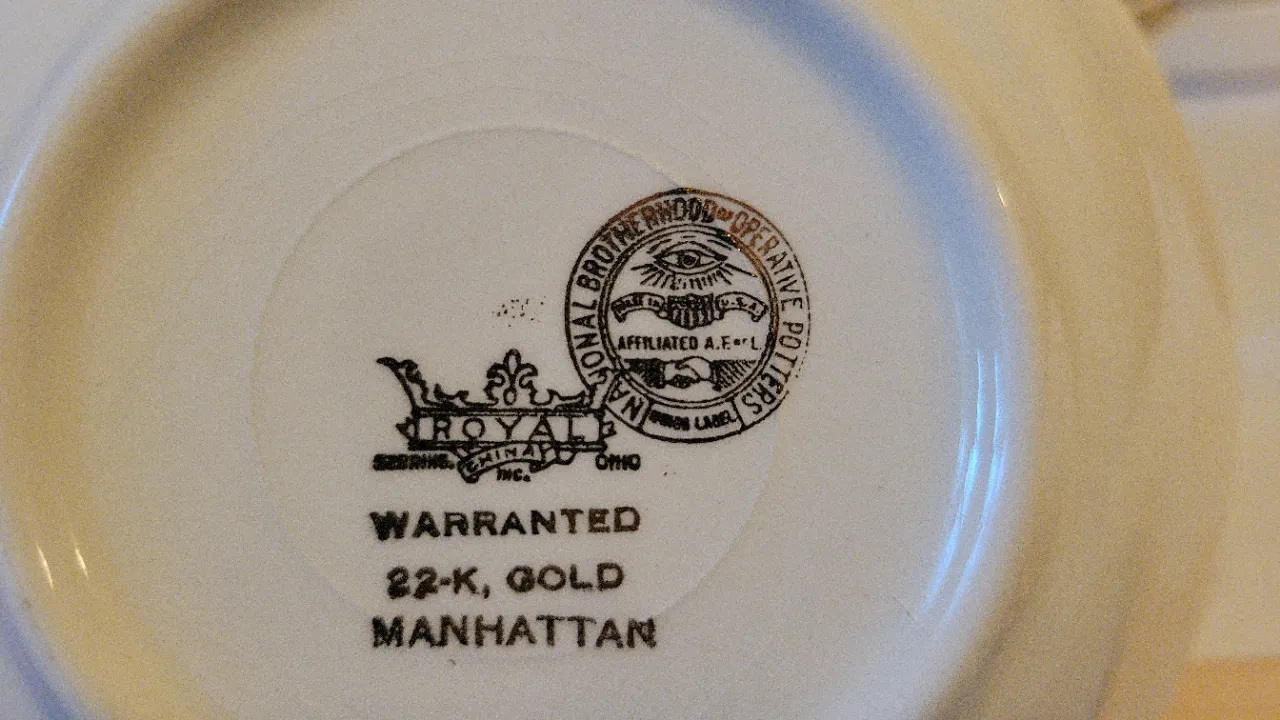 NATIONAL BROTHERHOOD OF OPERATIVE POTTERS
MADE IN U.S.A.
AFFILIATED A.F. OF L.
UNION LABEL
ROYAL
CHINA
SEBRING, OHIO
INC.
WARRANTED
22-K, GOLD
MANHATTAN